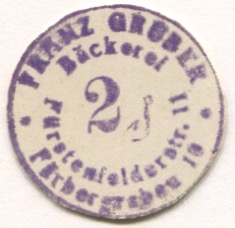 FRANZ GRUBER
Bäckerei
2 ₰
Fürstenfelderstr. 11
Färbergraben 10